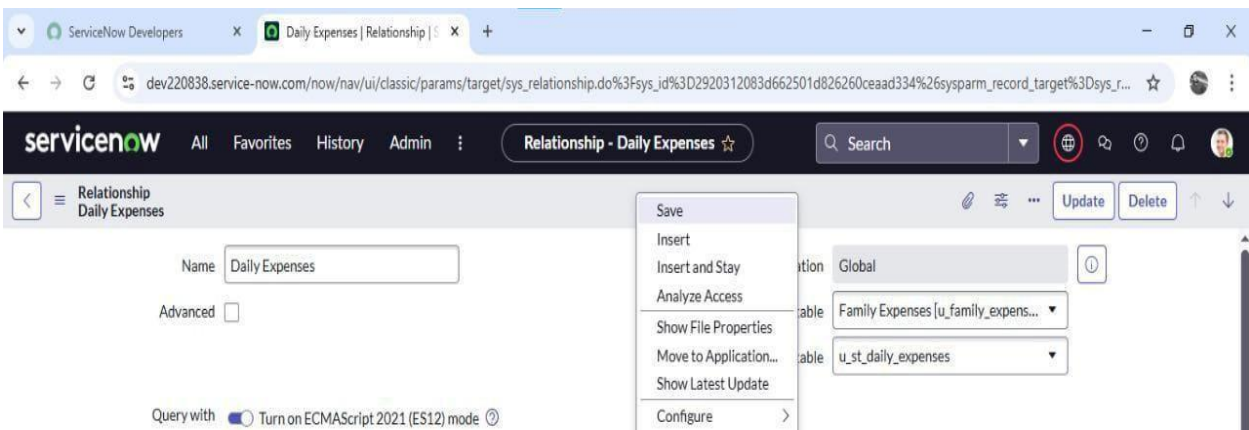 ServiceNow Developers
Daily Expenses | Relationship | S
dev220838.service-now.com/now/nav/ui/classic/params/target/sys_relationship.do%3Fsys_id%3D2920312083d662501d826260ceaad334%26sysparm_record_target%3Dsys_r...
servicenow All Favorites History Admin Relationship - Daily Expenses Search
Relationship
Daily Expenses
Update Delete
Save
Insert
Insert and Stay
Analyze Access
Show File Properties
Move to Application...
Show Latest Update
Configure
Name Daily Expenses
Advanced
Query with Turn on ECMAScript 2021 (ES12) mode
ation Global
table Family Expenses [u_family_expens...
table u_st_daily_expenses